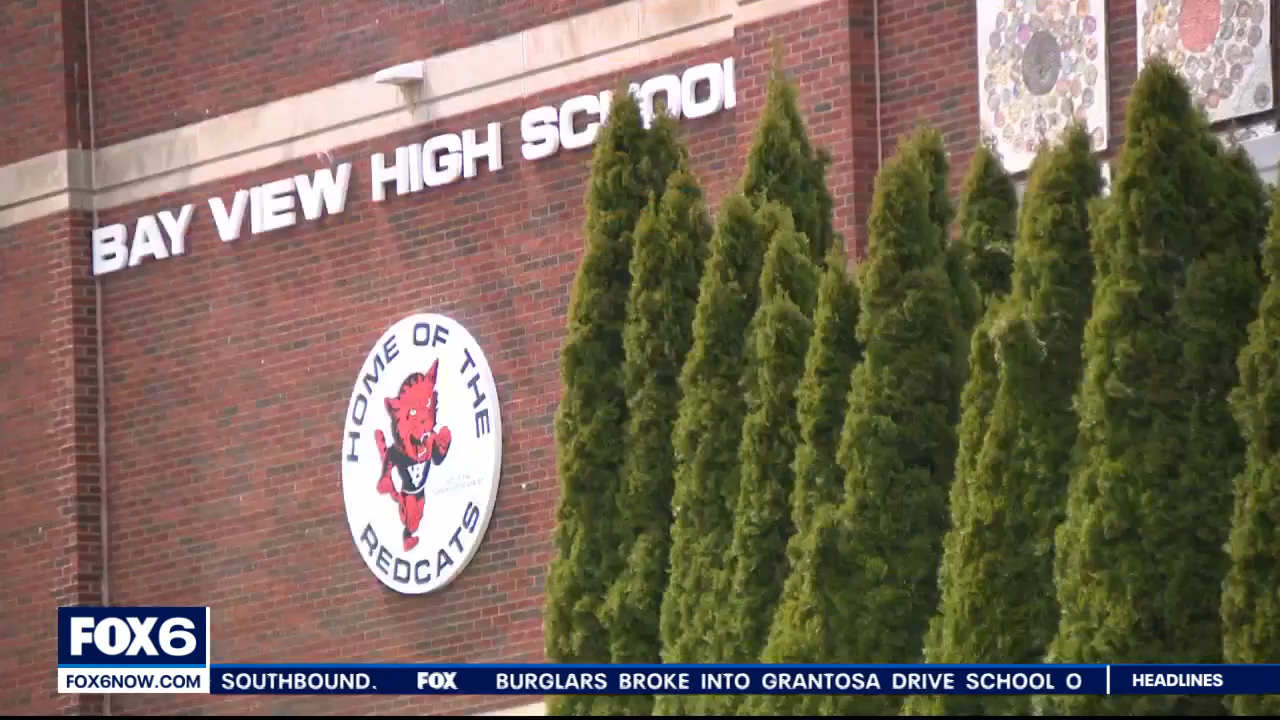 BAY VIEW HIGH SCHOOL
HOME OF THE
REDCATS
FOX6
FOX6NOW.COM
SOUTHBOUND. FOX BURGLARS BROKE INTO GRANTOSA DRIVE SCHOOL O
HEADLINES